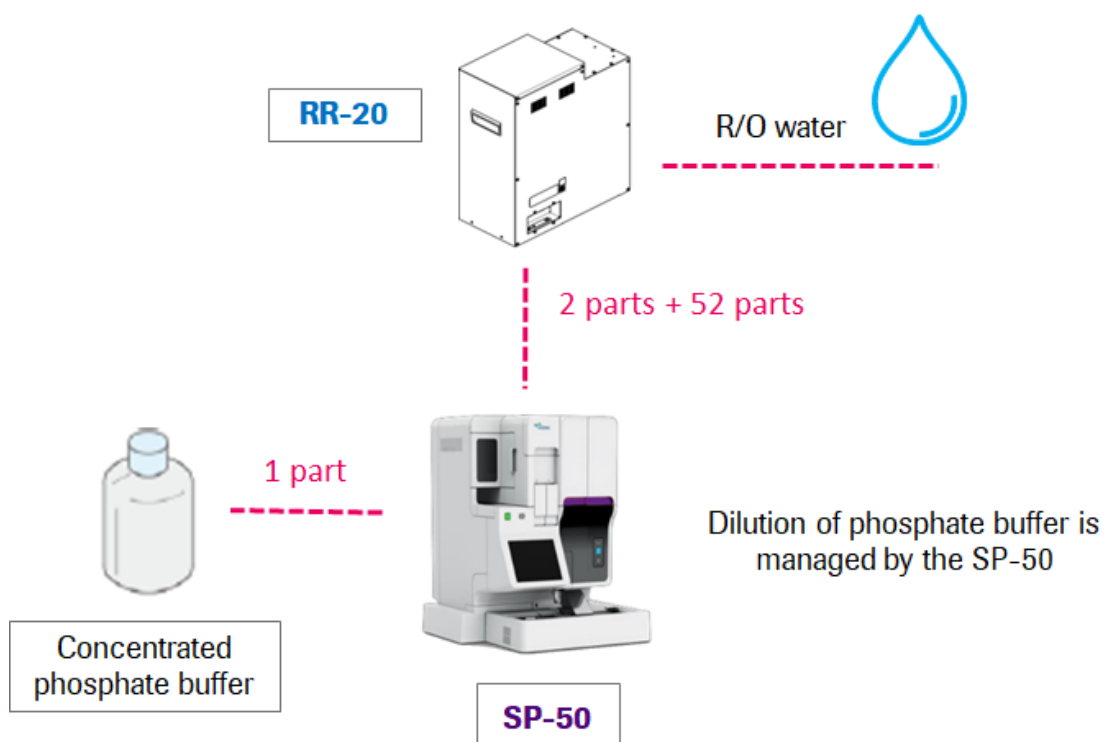 RR-20
R/O water
2 parts + 52 parts
1 part
Dilution of phosphate buffer is
managed by the SP-50
Concentrated
phosphate buffer
SP-50